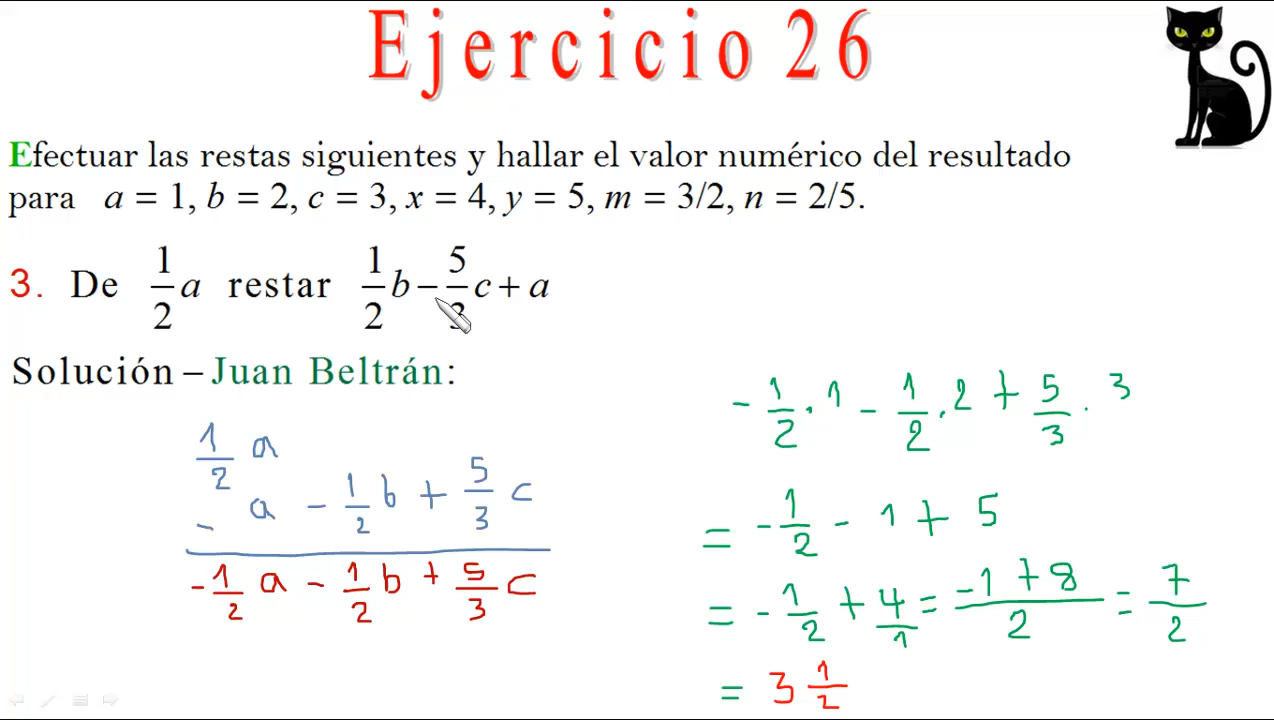 Ejercicio 26
Efectuar las restas siguientes y hallar el valor numérico del resultado
para a = 1, b = 2, c = 3, x = 4, y = 5, m = 3/2, n = 2/5.
3. De 1/2 a restar 1/2 b − 5/3 c + a
Solución – Juan Beltrán:
1/2 a
- a - 1/2 b + 5/3 c
- 1/2 a - 1/2 b + 5/3 c
- 1/2 . 1 - 1/2 . 2 + 5/3 . 3
= - 1/2 - 1 + 5
= - 1/2 + 4/1 = -1+8/2 = 7/2
= 3 1/2